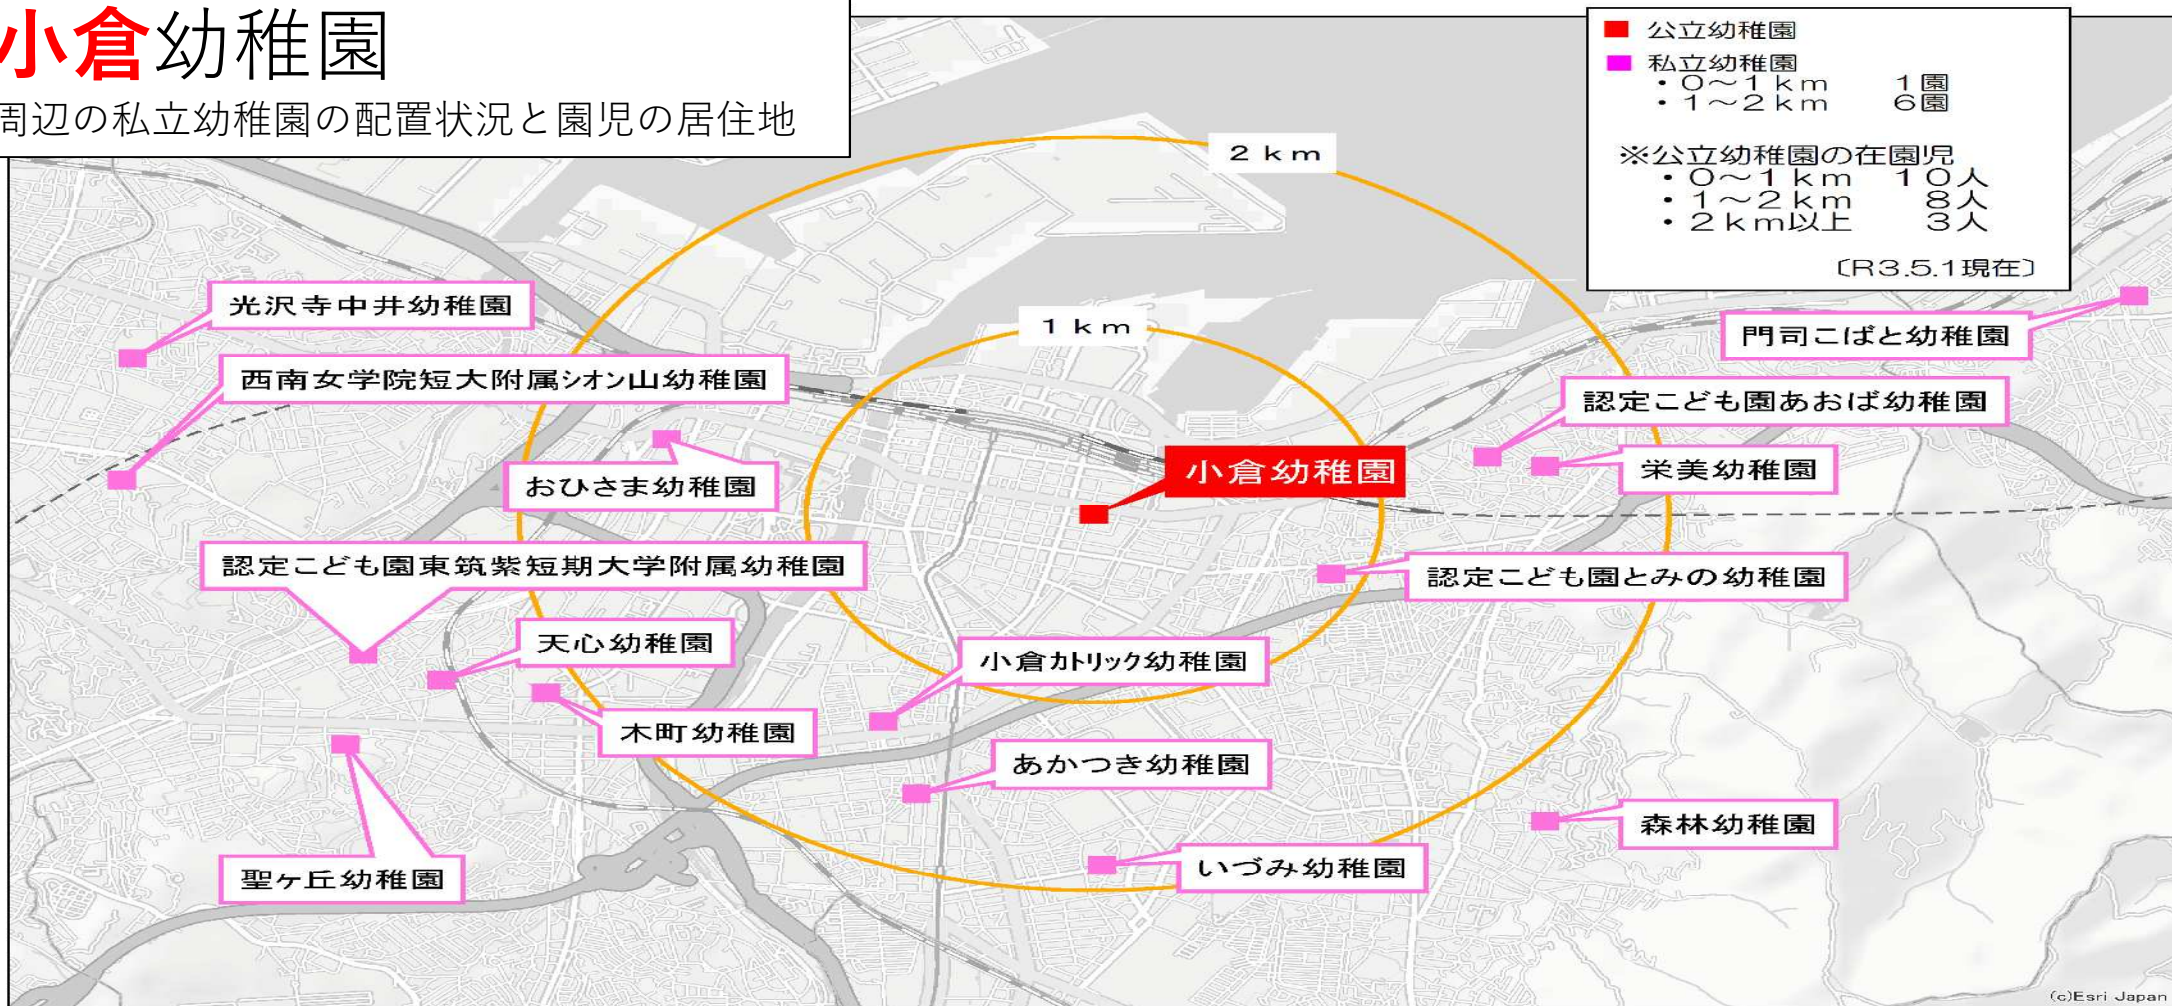 小倉幼稚園
周辺の私立幼稚園の配置状況と園児の居住地
公立幼稚園
私立幼稚園
・０～１ｋｍ　１園
・１～２ｋｍ　６園
※公立幼稚園の在園児
・０～１ｋｍ　１０人
・１～２ｋｍ　８人
・２ｋｍ以上　３人
〔R3.5.1現在〕
２ｋｍ
１ｋｍ
光沢寺中井幼稚園
門司こばと幼稚園
西南女学院短大附属ｼｵﾝ山幼稚園
認定こども園あおば幼稚園
小倉幼稚園
栄美幼稚園
おひさま幼稚園
認定こども園東筑紫短期大学附属幼稚園
認定こども園とみの幼稚園
天心幼稚園
小倉ｶﾄﾘｯｸ幼稚園
木町幼稚園
あかつき幼稚園
森林幼稚園
いづみ幼稚園
聖ヶ丘幼稚園
(c)Esri Japan